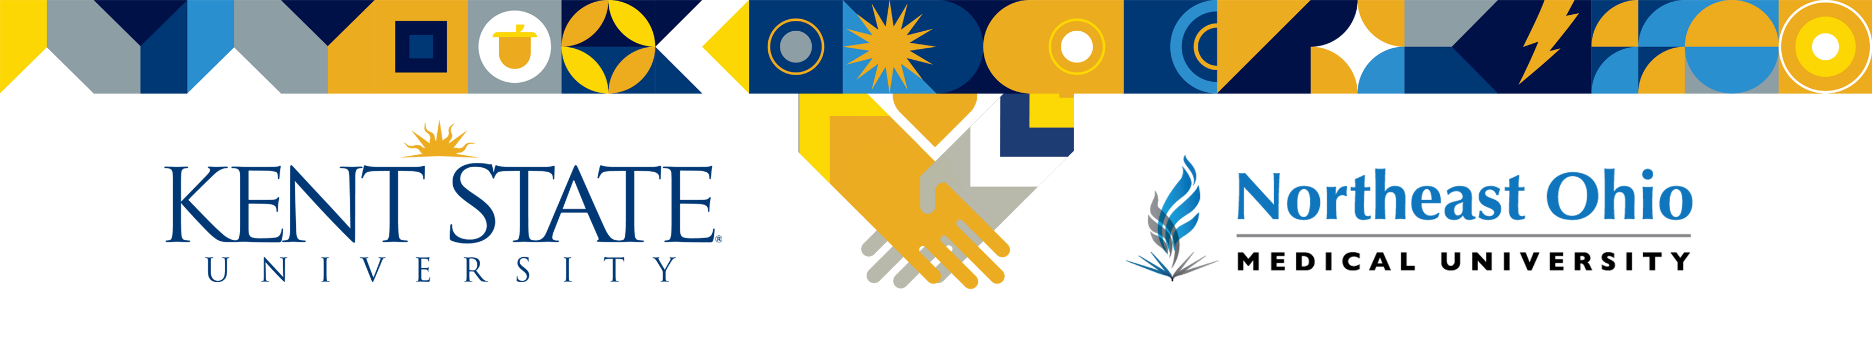 KENT STATE®
UNIVERSITY
Northeast Ohio
MEDICAL UNIVERSITY